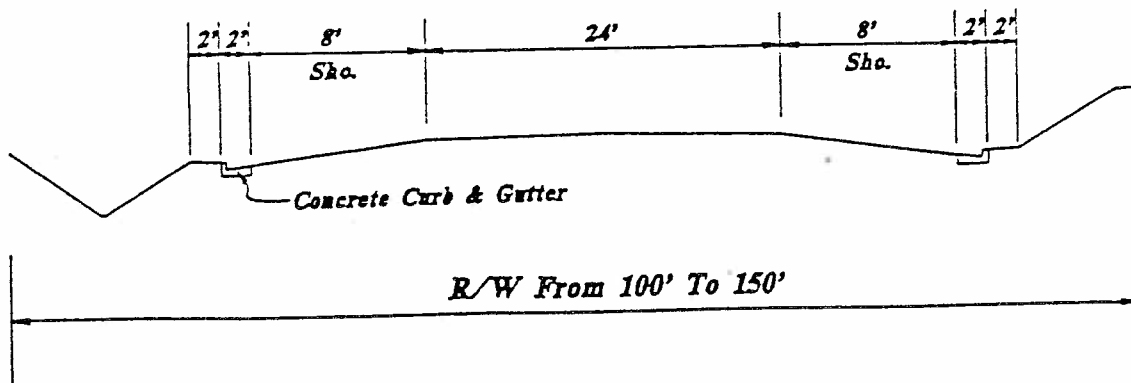 2' 2' 8' 24' 8' 2' 2'
Sho. Sho.
Concrete Curb & Gutter
R/W From 100' To 150'